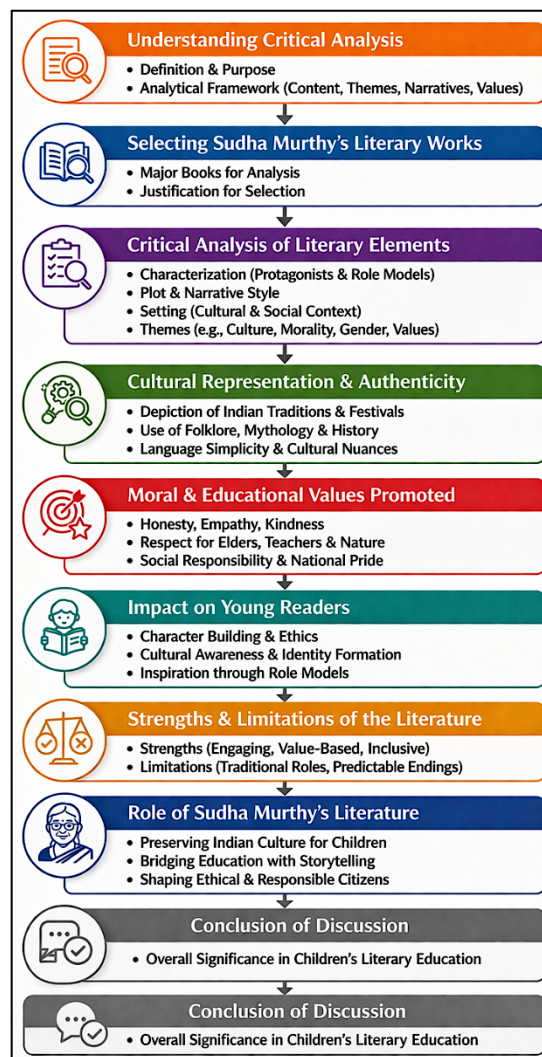 Understanding Critical Analysis
• Definition & Purpose
• Analytical Framework (Content, Themes, Narratives, Values)
Selecting Sudha Murthy's Literary Works
• Major Books for Analysis
• Justification for Selection
Critical Analysis of Literary Elements
• Characterization (Protagonists & Role Models)
• Plot & Narrative Style
• Setting (Cultural & Social Context)
• Themes (e.g., Culture, Morality, Gender, Values)
Cultural Representation & Authenticity
• Depiction of Indian Traditions & Festivals
• Use of Folklore, Mythology & History
• Language Simplicity & Cultural Nuances
Moral & Educational Values Promoted
• Honesty, Empathy, Kindness
• Respect for Elders, Teachers & Nature
• Social Responsibility & National Pride
Impact on Young Readers
• Character Building & Ethics
• Cultural Awareness & Identity Formation
• Inspiration through Role Models
Strengths & Limitations of the Literature
• Strengths (Engaging, Value-Based, Inclusive)
• Limitations (Traditional Roles, Predictable Endings)
Role of Sudha Murthy's Literature
• Preserving Indian Culture for Children
• Bridging Education with Storytelling
• Shaping Ethical & Responsible Citizens
Conclusion of Discussion
• Overall Significance in Children's Literary Education
Conclusion of Discussion
• Overall Significance in Children's Literary Education